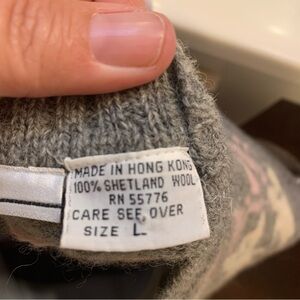 MADE IN HONG KONG
100% SHETLAND WOOL
RN 55776
CARE SEE OVER
SIZE L